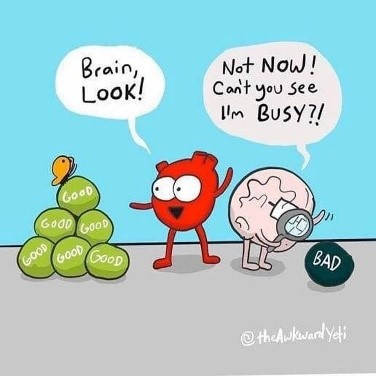 Brain,
LOOK!
Not NOW!
Can't you see
I'm BUSY?!
GOOD
GOOD GOOD
GOOD GOOD GOOD
BAD
@theAwkwardYeti